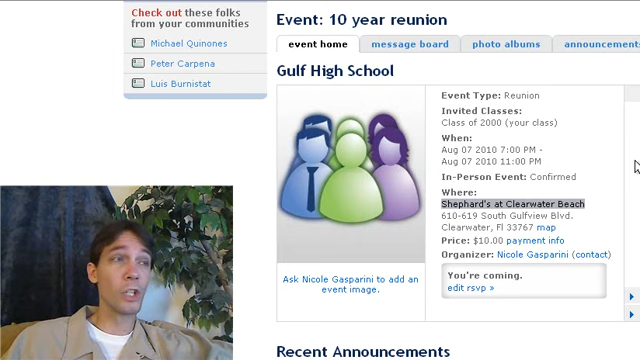 Check out these folks
from your communities
Michael Quinones
Peter Carpena
Luis Burnistat
Event: 10 year reunion
event home
message board
photo albums
announcements
Gulf High School
Ask Nicole Gasparini to add an
event image.
Event Type: Reunion
Invited Classes:
Class of 2000 (your class)
When:
Aug 07 2010 7:00 PM -
Aug 07 2010 11:00 PM
In-Person Event: Confirmed
Where:
Shephard's at Clearwater Beach
610-619 South Gulfview Blvd.
Clearwater, Fl 33767 map
Price: $10.00 payment info
Organizer: Nicole Gasparini (contact)
You're coming.
edit rsvp »
Recent Announcements